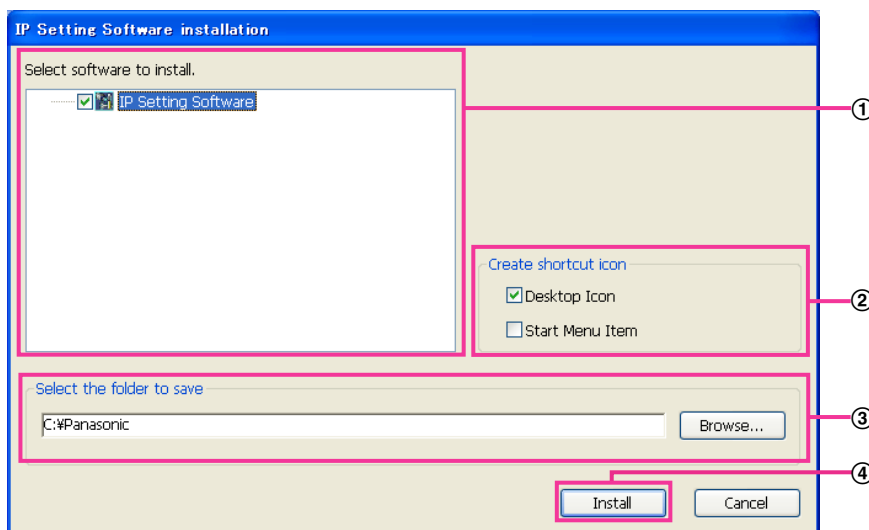 IP Setting Software installation
Select software to install.
IP Setting Software
①
Create shortcut icon
Desktop Icon
②
Start Menu Item
Select the folder to save
C:¥Panasonic
Browse...
③
④
Install
Cancel